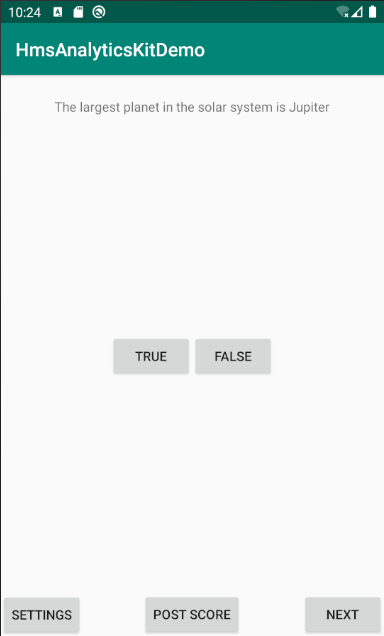 10:24
HmsAnalyticsKitDemo
The largest planet in the solar system is Jupiter
TRUE FALSE
SETTINGS POST SCORE NEXT